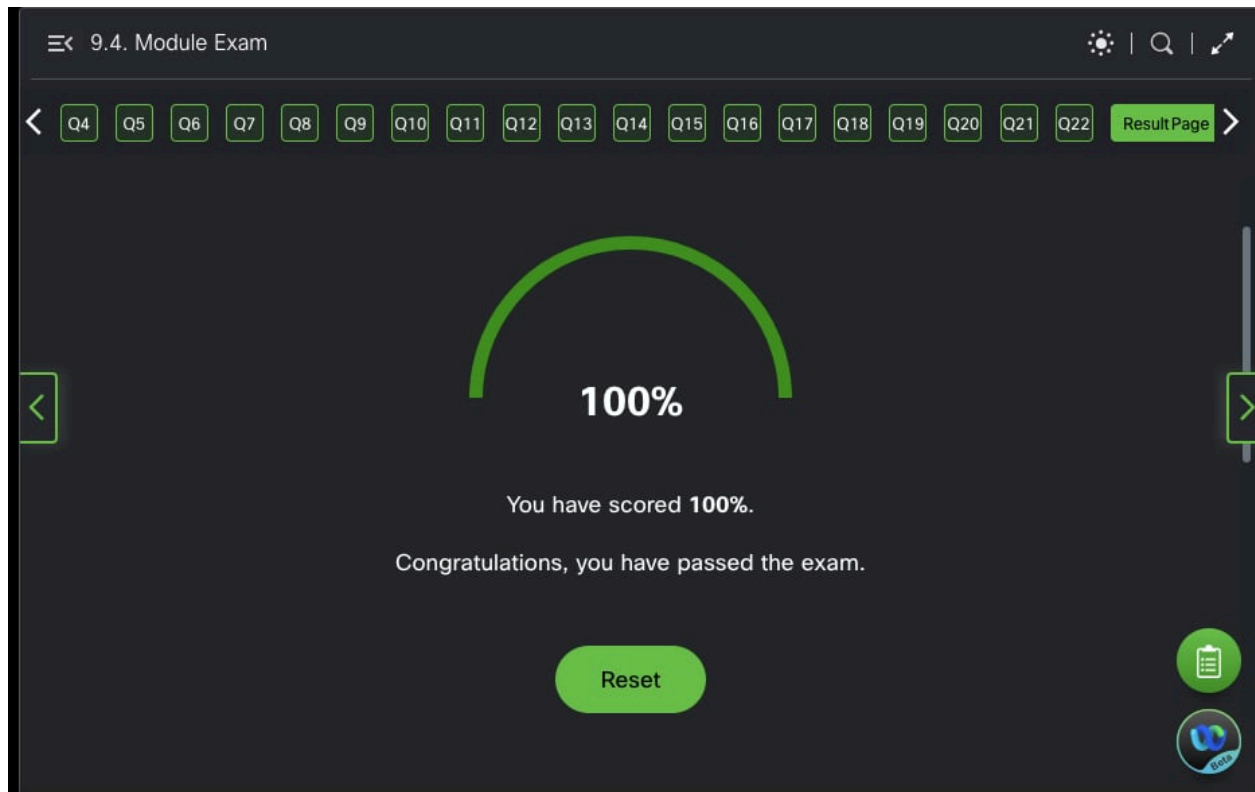 9.4. Module Exam
Q4 Q5 Q6 Q7 Q8 Q9 Q10 Q11 Q12 Q13 Q14 Q15 Q16 Q17 Q18 Q19 Q20 Q21 Q22 Result Page
100%
You have scored 100%.
Congratulations, you have passed the exam.
Reset
Beta